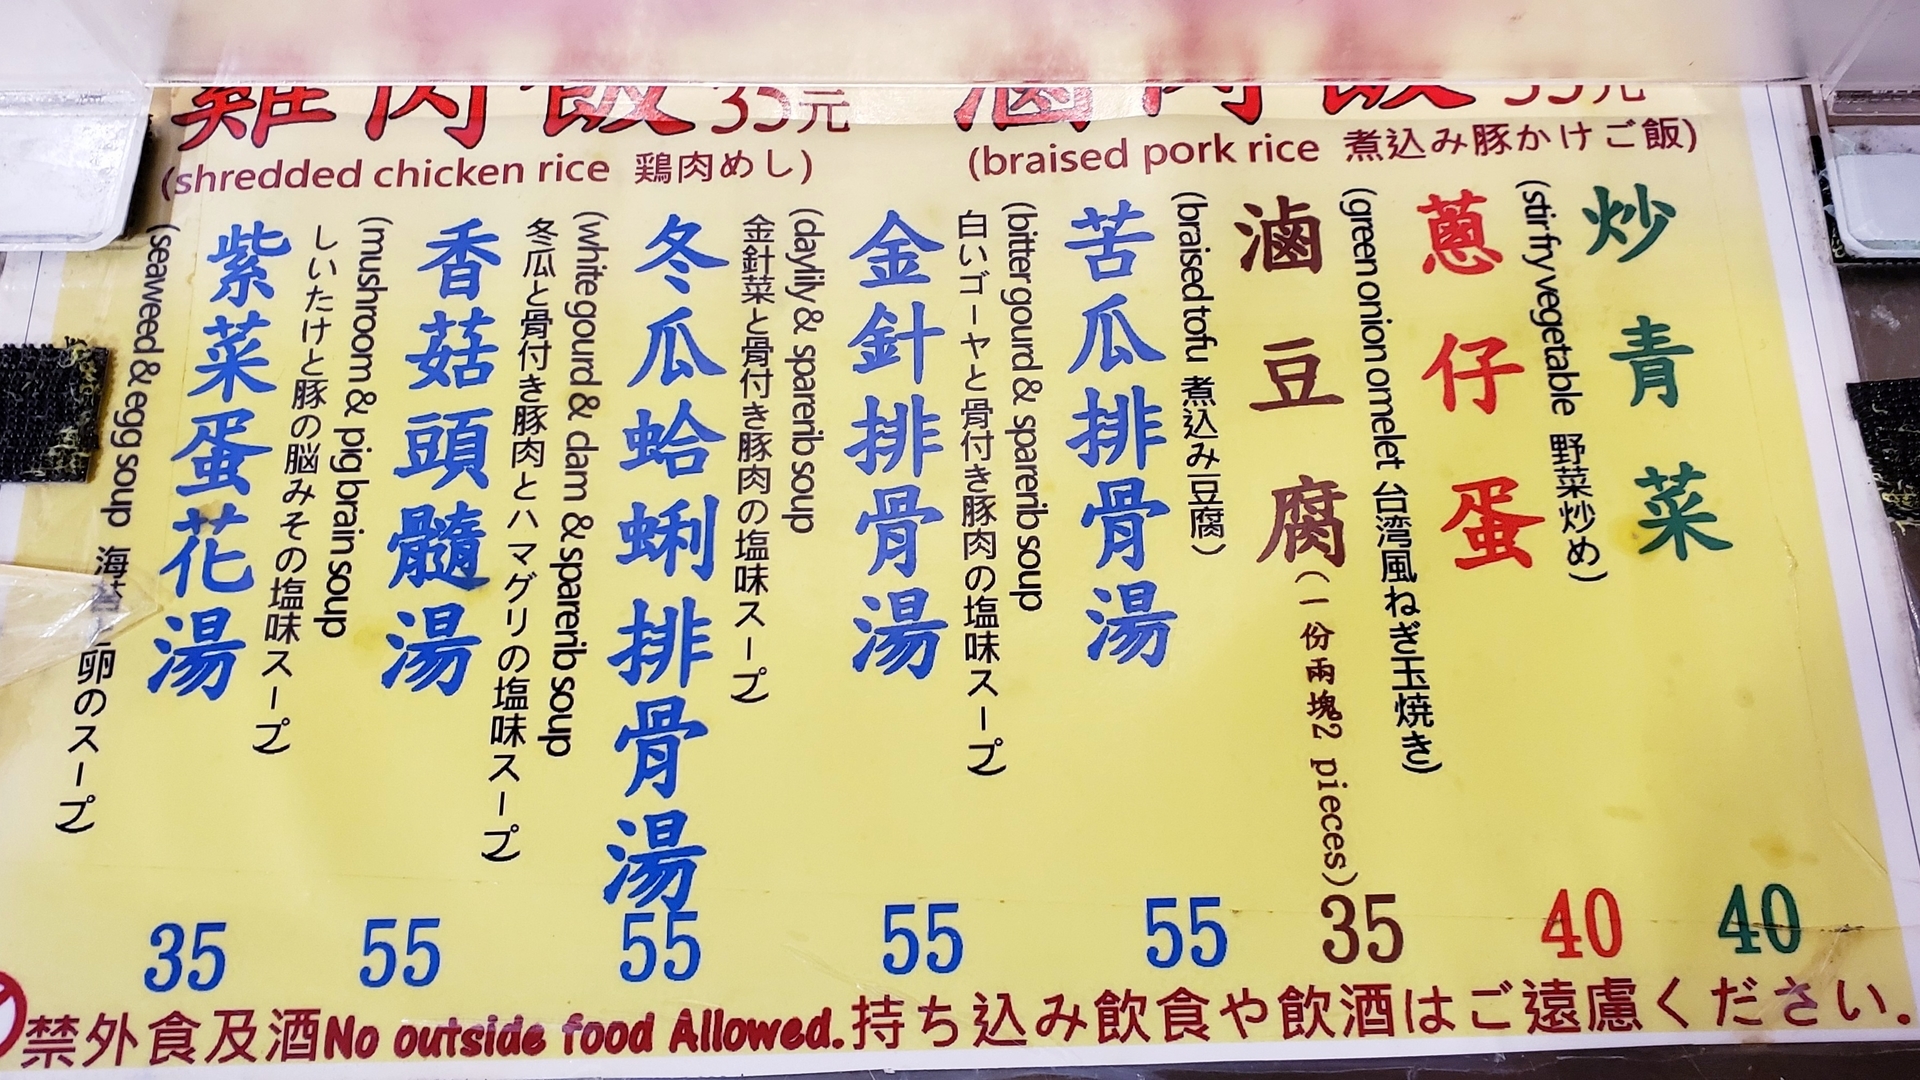 雞肉飯 35元
(shredded chicken rice 鶏肉めし)
滷肉飯 35元
(braised pork rice 煮込み豚かけご飯)
炒青菜
40
(stir fry vegetable 野菜炒め)
蔥仔蛋
40
(green onion omelet 台湾風ねぎ玉焼き)
滷豆腐(一份兩塊2 pieces)
35
(braised tofu 煮込み豆腐)
苦瓜排骨湯
55
(bitter gourd & sparerib soup
白いゴーヤと骨付き豚肉の塩味スープ)
金針排骨湯
55
(daylily & sparerib soup
金針菜と骨付き豚肉の塩味スープ)
冬瓜蛤蜊排骨湯
55
(white gourd & clam & sparerib soup
冬瓜と骨付き豚肉とハマグリの塩味スープ)
香菇頭髓湯
55
(mushroom & pig brain soup
しいたけと豚の脳みその塩味スープ)
紫菜蛋花湯
35
(seaweed & egg soup 海 卵のスープ)
禁外食及酒No outside food Allowed.持ち込み飲食や飲酒はご遠慮ください.